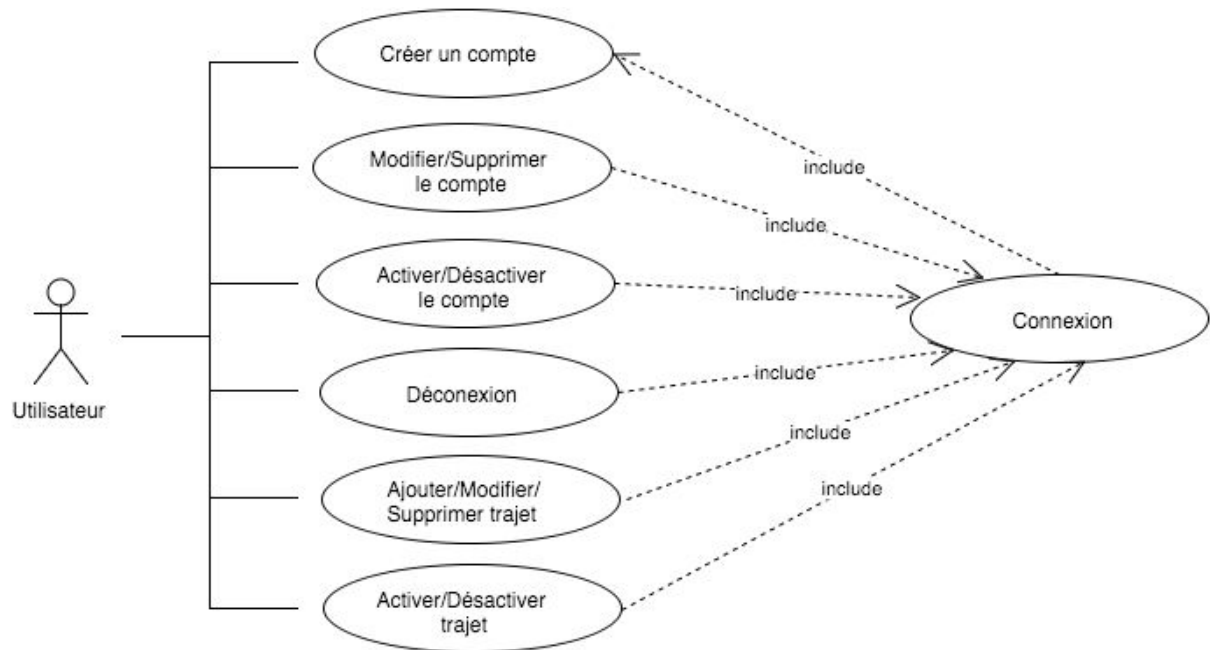 Créer un compte
include
Modifier/Supprimer
le compte
include
Activer/Désactiver
le compte
include
Connexion
Utilisateur
Déconexion
include
include
Ajouter/Modifier/
Supprimer trajet
include
Activer/Désactiver
trajet